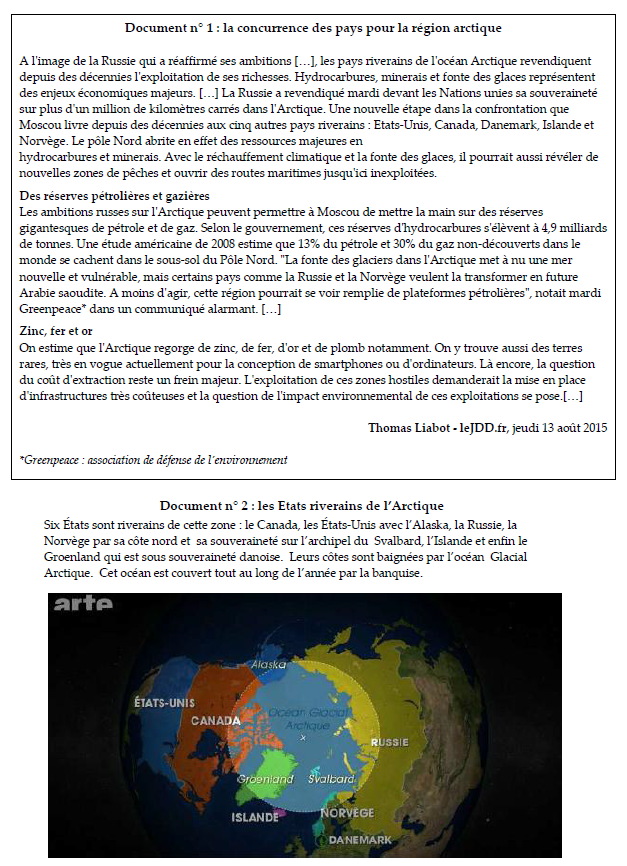 Document n° 1 : la concurrence des pays pour la région arctique
A l'image de la Russie qui a réaffirmé ses ambitions […], les pays riverains de l'océan Arctique revendiquent
depuis des décennies l'exploitation de ses richesses. Hydrocarbures, minerais et fonte des glaces représentent
des enjeux économiques majeurs. […] La Russie a revendiqué mardi devant les Nations unies sa souveraineté
sur plus d'un million de kilomètres carrés dans l'Arctique. Une nouvelle étape dans la confrontation que
Moscou livre depuis des décennies aux cinq autres pays riverains : Etats-Unis, Canada, Danemark, Islande et
Norvège. Le pôle Nord abrite en effet des ressources majeures en
hydrocarbures et minerais. Avec le réchauffement climatique et la fonte des glaces, il pourrait aussi révéler de
nouvelles zones de pêches et ouvrir des routes maritimes jusqu'ici inexploitées.
Des réserves pétrolières et gazières
Les ambitions russes sur l'Arctique peuvent permettre à Moscou de mettre la main sur des réserves
gigantesques de pétrole et de gaz. Selon le gouvernement, ces réserves d'hydrocarbures s'élèvent à 4,9 milliards
de tonnes. Une étude américaine de 2008 estime que 13% du pétrole et 30% du gaz non-découverts dans le
monde se cachent dans le sous-sol du Pôle Nord. "La fonte des glaciers dans l'Arctique met à nu une mer
nouvelle et vulnérable, mais certains pays comme la Russie et la Norvège veulent la transformer en future
Arabie saoudite. A moins d'agir, cette région pourrait se voir remplie de plateformes pétrolières", notait mardi
Greenpeace* dans un communiqué alarmant. […]
Zinc, fer et or
On estime que l'Arctique regorge de zinc, de fer, d'or et de plomb notamment. On y trouve aussi des terres
rares, très en vogue actuellement pour la conception de smartphones ou d'ordinateurs. Là encore, la question
du coût d'extraction reste un frein majeur. L'exploitation de ces zones hostiles demanderait la mise en place
d'infrastructures très coûteuses et la question de l'impact environnemental de ces exploitations se pose.[…]
Thomas Liabot - leJDD.fr, jeudi 13 août 2015
*Greenpeace : association de défense de l'environnement
Document n° 2 : les Etats riverains de l'Arctique
Six États sont riverains de cette zone : le Canada, les États-Unis avec l'Alaska, la Russie, la
Norvège par sa côte nord et sa souveraineté sur l'archipel du Svalbard, l'Islande et enfin le
Groenland qui est sous souveraineté danoise. Leurs côtes sont baignées par l'océan Glacial
Arctique. Cet océan est couvert tout au long de l'année par la banquise.
arte
Alaska
ÉTATS-UNIS
CANADA
Océan Glacial
Arctique
RUSSIE
Groenland
Svalbard
ISLANDE
NORVÈGE
DANEMARK